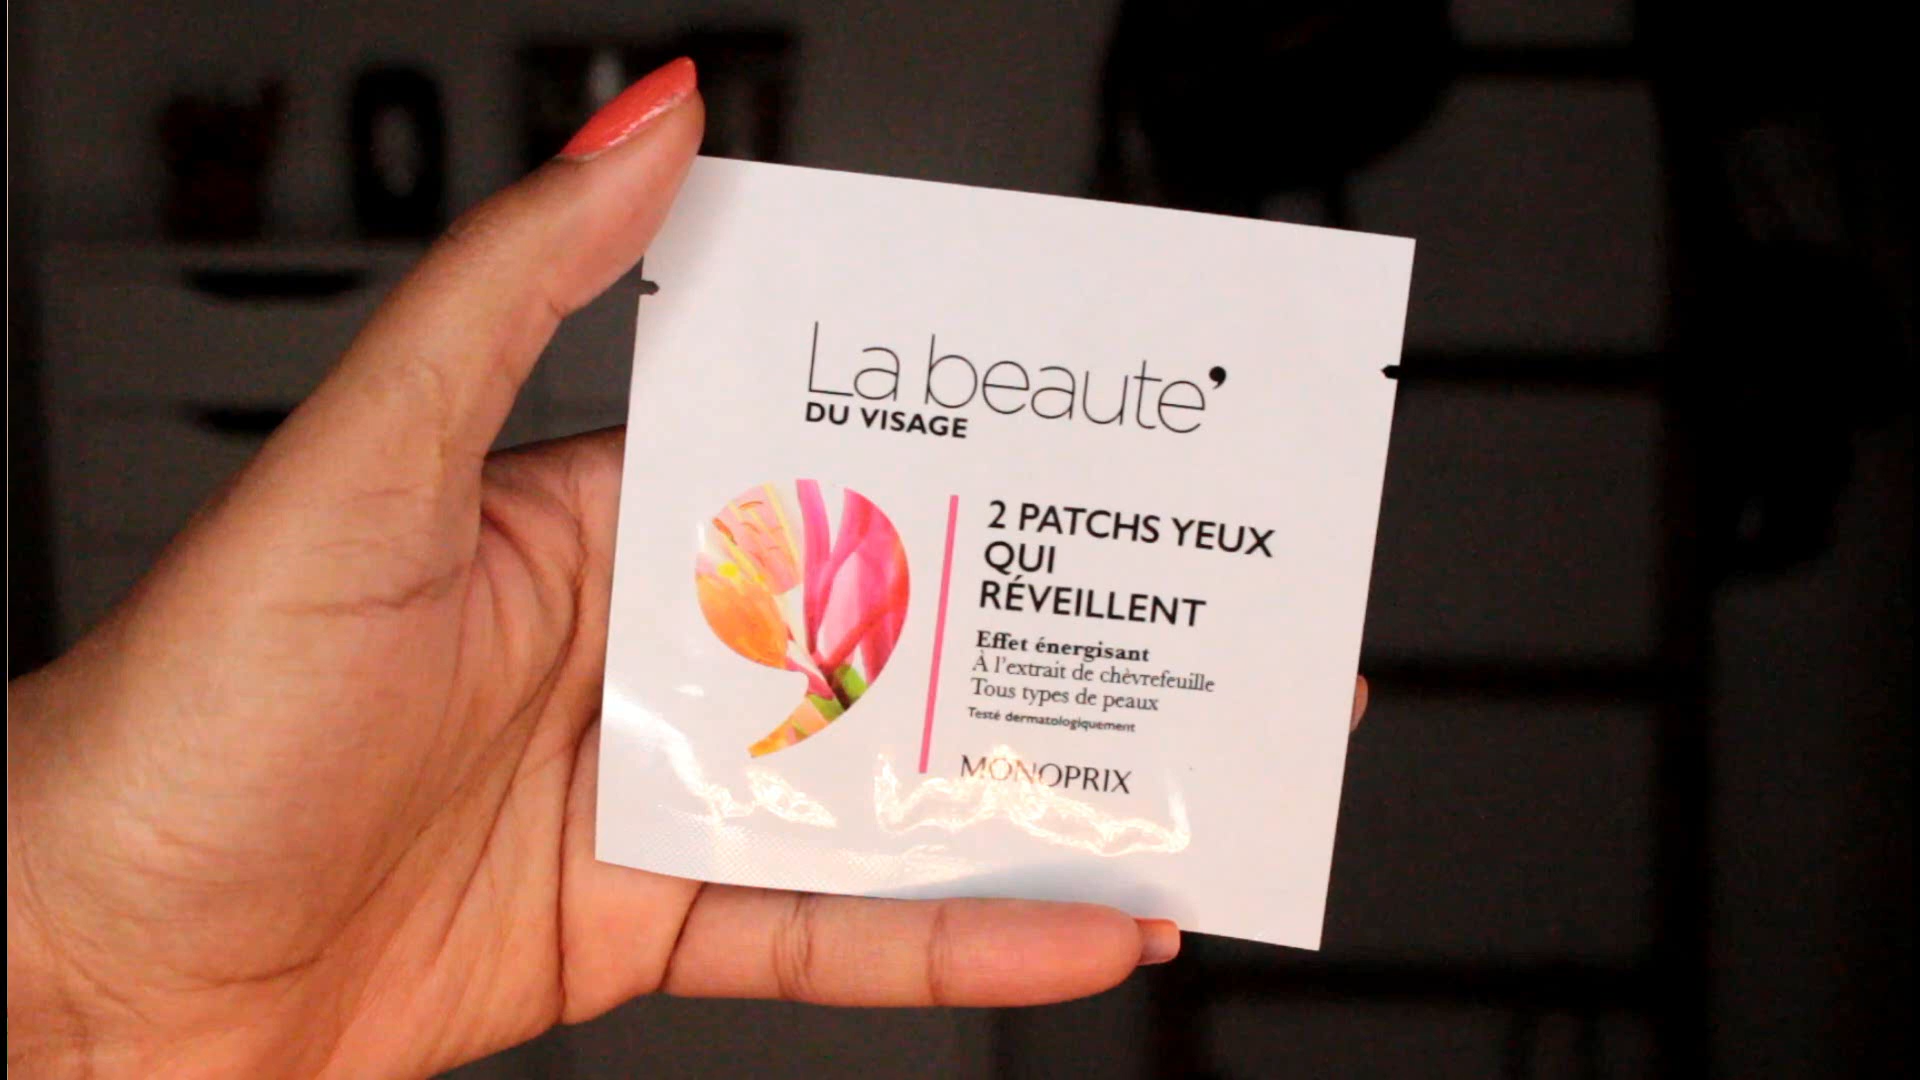 La beaute’
DU VISAGE
2 PATCHS YEUX
QUI
RÉVEILLENT
Effet énergisant
À l’extrait de chèvrefeuille
Tous types de peaux
Testé dermatologiquement
MONOPRIX